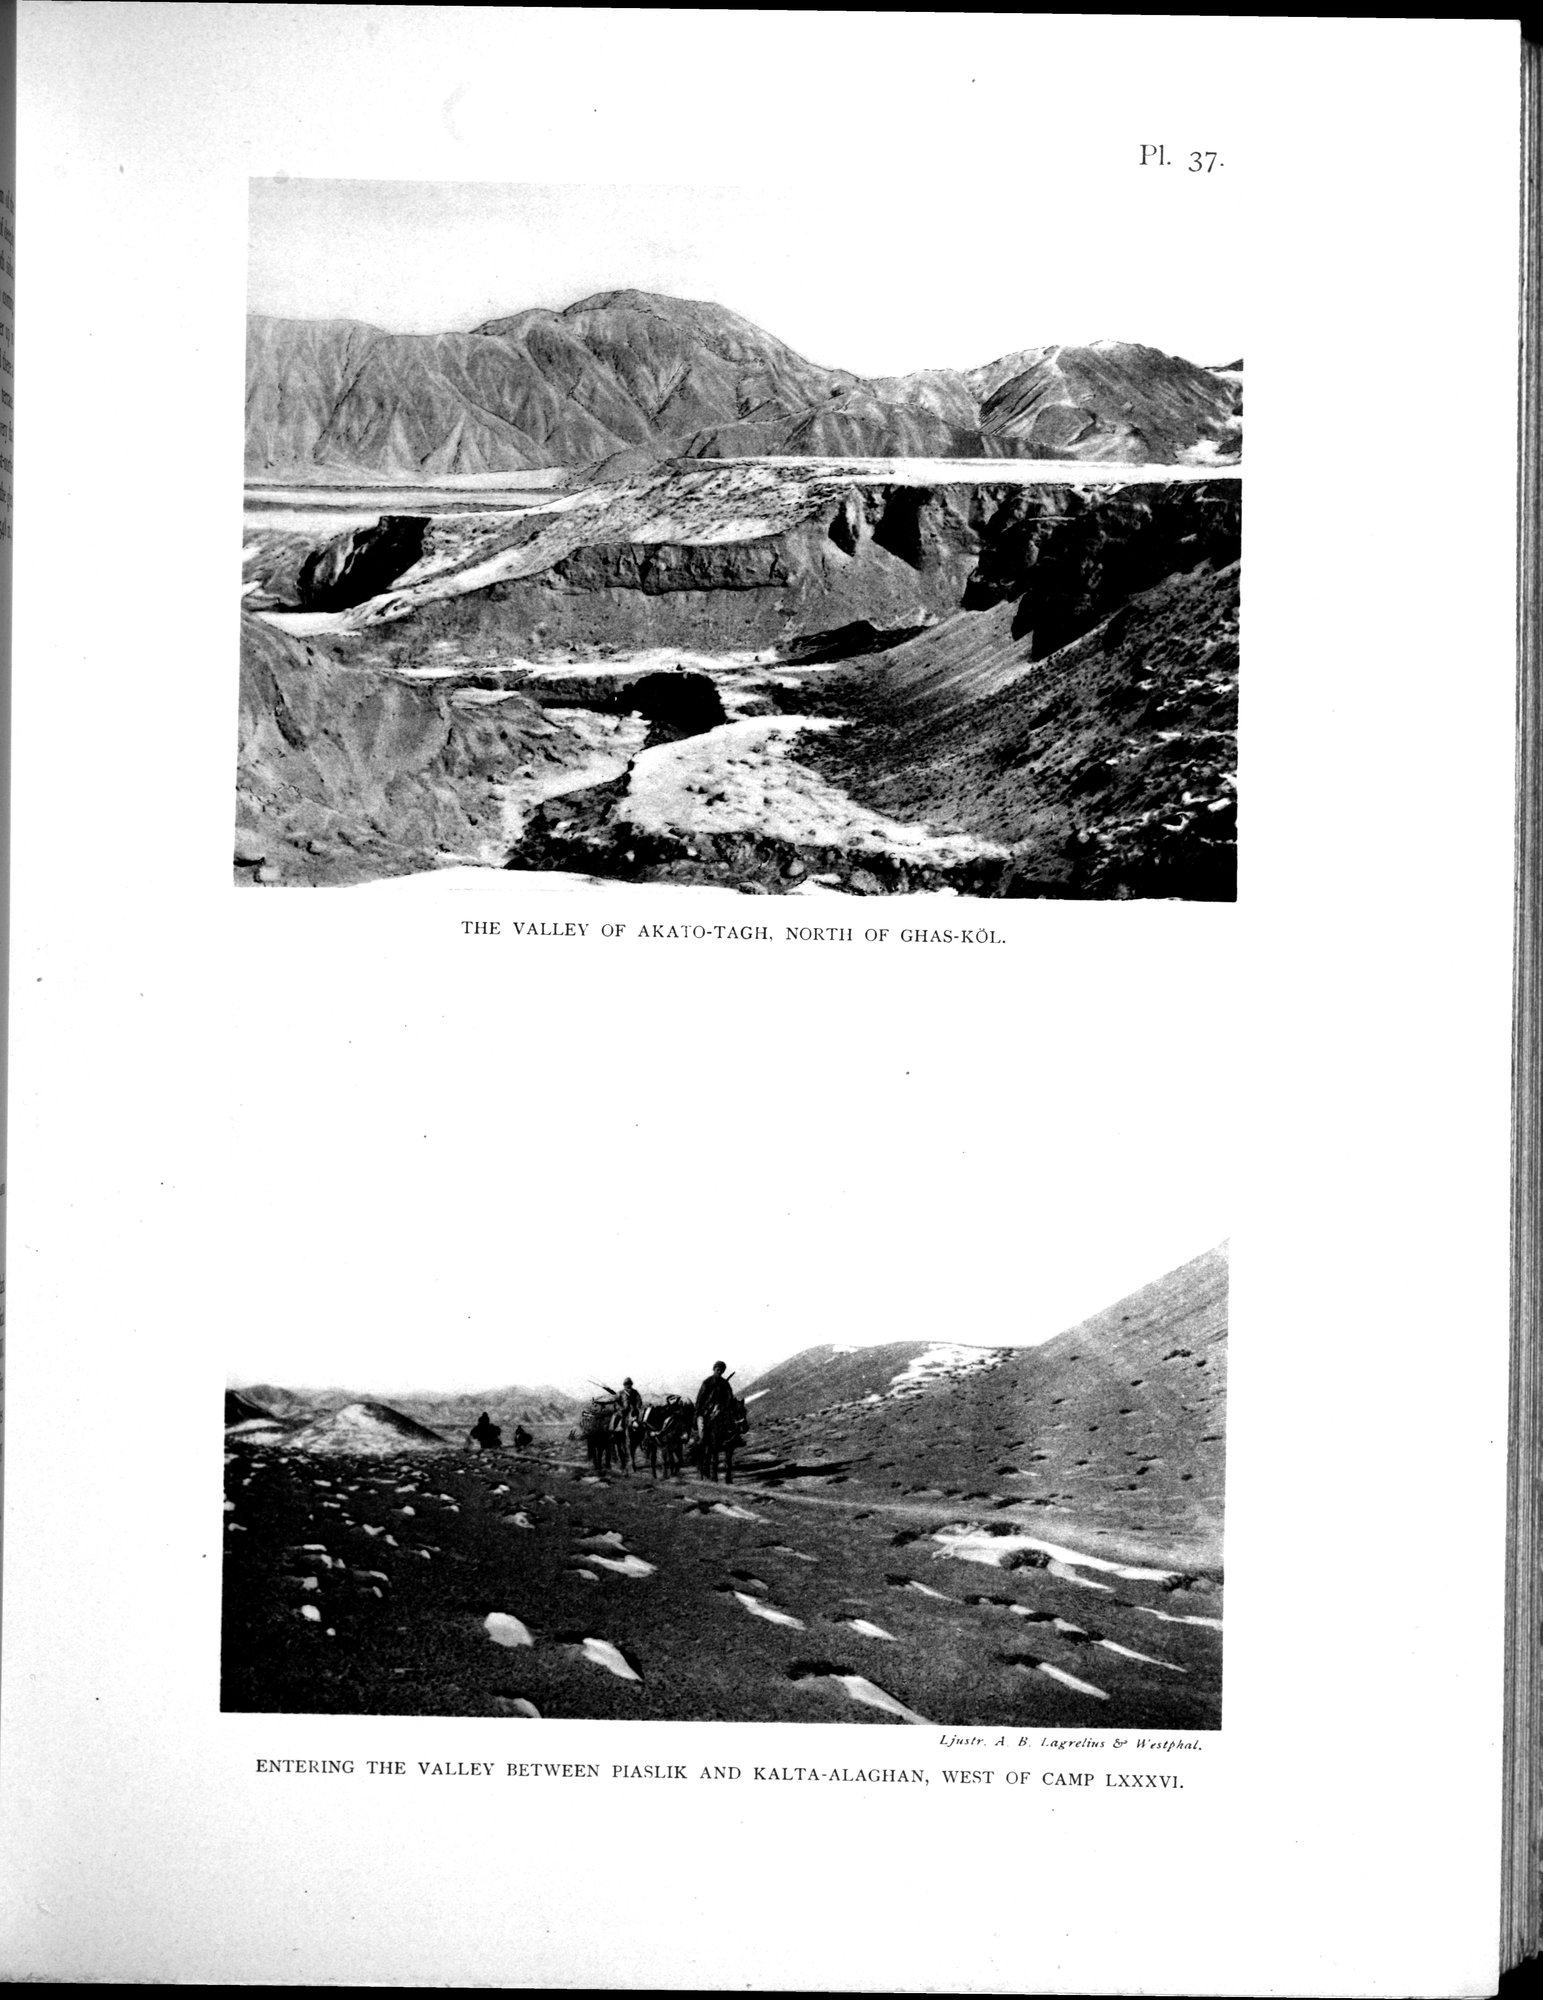 Pl. 37.
THE VALLEY OF AKATO-TAGH, NORTH OF GHAS-KÖL.
Ljustr. A. B. Lagrelius & Westphal.
ENTERING THE VALLEY BETWEEN PIASLIK AND KALTA-ALAGHAN, WEST OF CAMP LXXXVI.